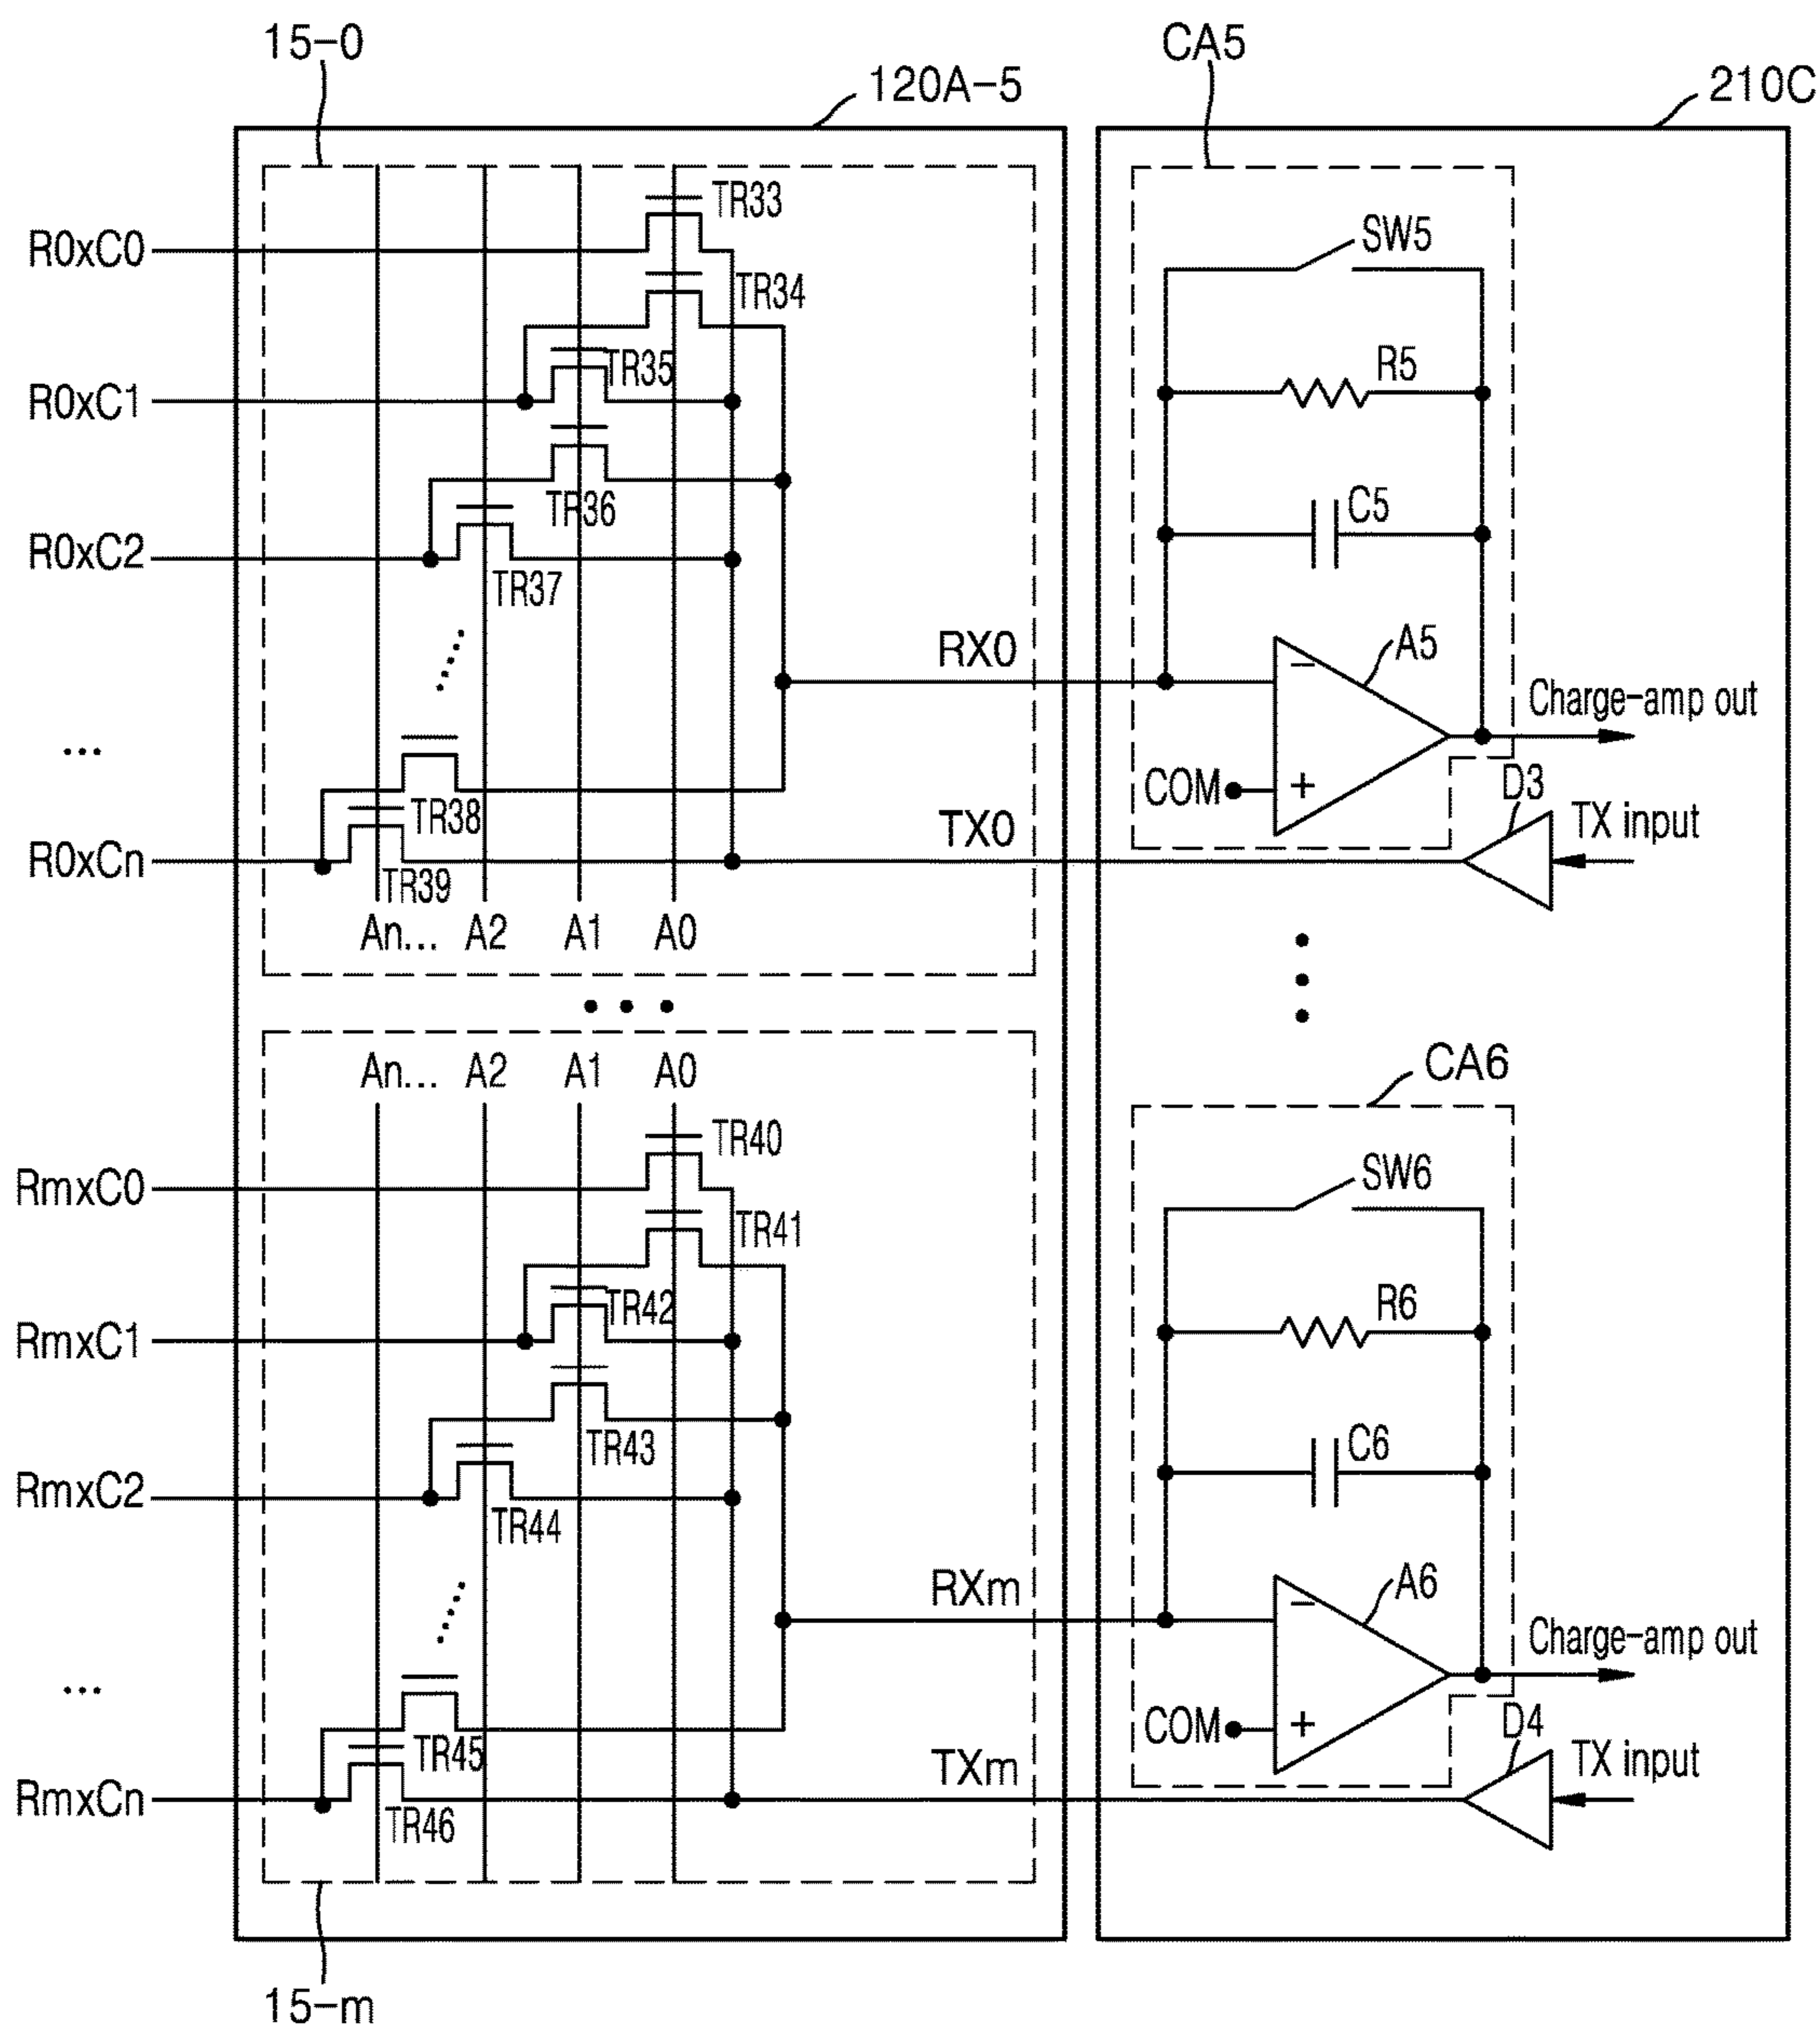 15-0
CA5
120A-5
210C
TR33
R0xC0
SW5
TR34
R5
TR35
R0xC1
C5
TR36
R0xC2
TR37
A5
RX0
Charge-amp out
...
COM
D3
TR38
TX0
TX input
R0xCn
TR39
An... A2 A1 A0
An... A2 A1 A0
CA6
TR40
RmxC0
SW6
TR41
R6
TR42
RmxC1
C6
TR43
RmxC2
TR44
A6
RXm
Charge-amp out
...
COM
D4
TR45
TXm
TX input
RmxCn
TR46
15-m